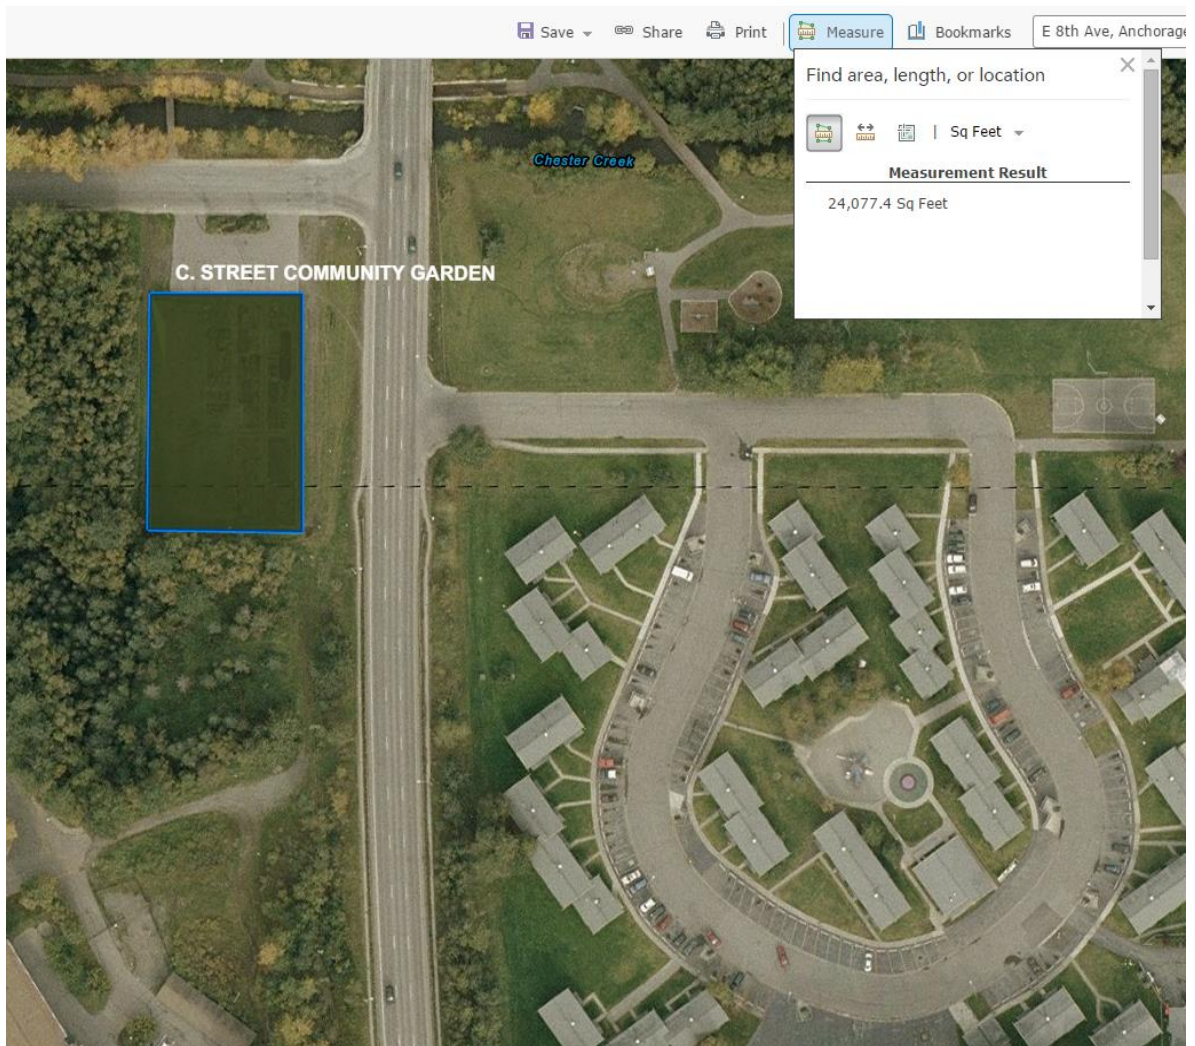 Save Share Print Measure Bookmarks E 8th Ave, Anchorage
Find area, length, or location
Sq Feet
Measurement Result
24,077.4 Sq Feet
Chester Creek
C. STREET COMMUNITY GARDEN